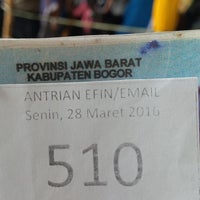 PROVINSI JAWA BARAT
KABUPATEN BOGOR
ANTRIAN EFIN/EMAIL
Senin, 28 Maret 2016
510